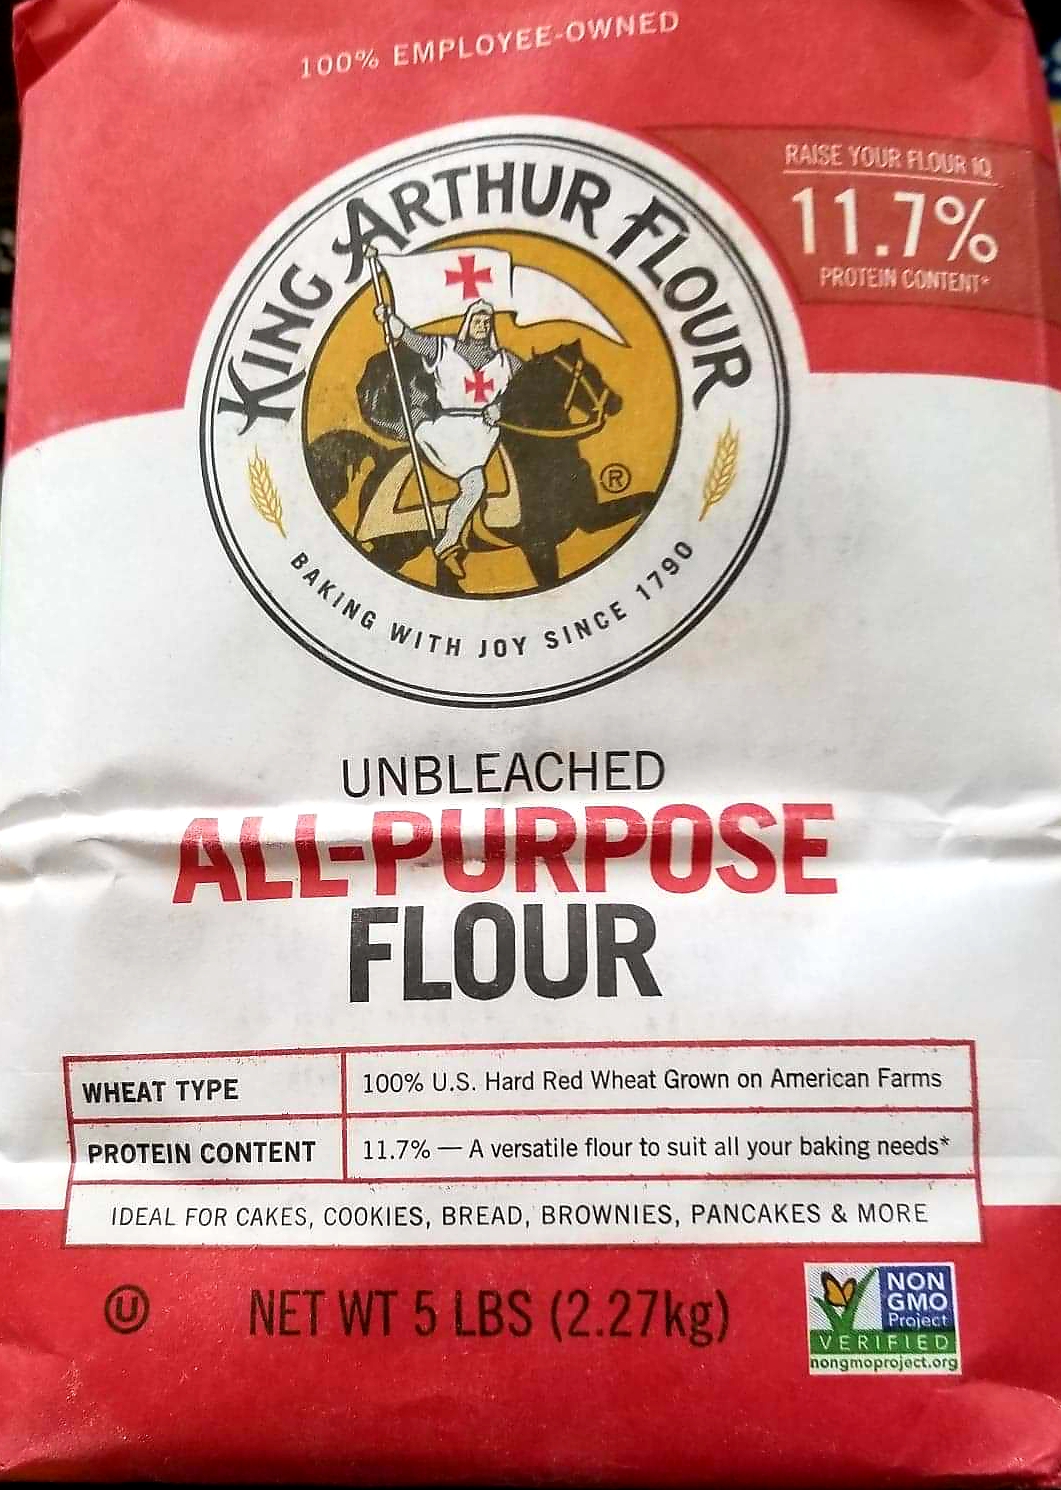 100% EMPLOYEE-OWNED
RAISE YOUR FLOUR IQ
11.7%
PROTEIN CONTENT*
KING ARTHUR FLOUR
®
BAKING WITH JOY SINCE 1790
UNBLEACHED
ALL-PURPOSE
FLOUR
WHEAT TYPE 100% U.S. Hard Red Wheat Grown on American Farms
PROTEIN CONTENT 11.7% — A versatile flour to suit all your baking needs*
IDEAL FOR CAKES, COOKIES, BREAD, BROWNIES, PANCAKES & MORE
U NET WT 5 LBS (2.27kg)
NON
GMO
Project
VERIFIED
nongmoproject.org